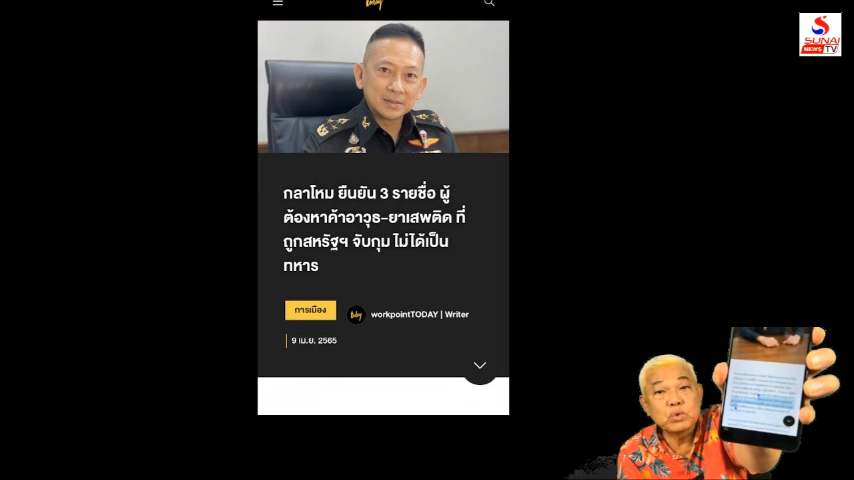 SUNAI
NEWS TV
กลาโหม ยืนยัน 3 รายชื่อ ผู้
ต้องหาค้าอาวุธ-ยาเสพติด ที่
ถูกสหรัฐฯ จับกุม ไม่ได้เป็น
ทหาร
การเมือง
workpointTODAY | Writer
9 เม.ย. 2565